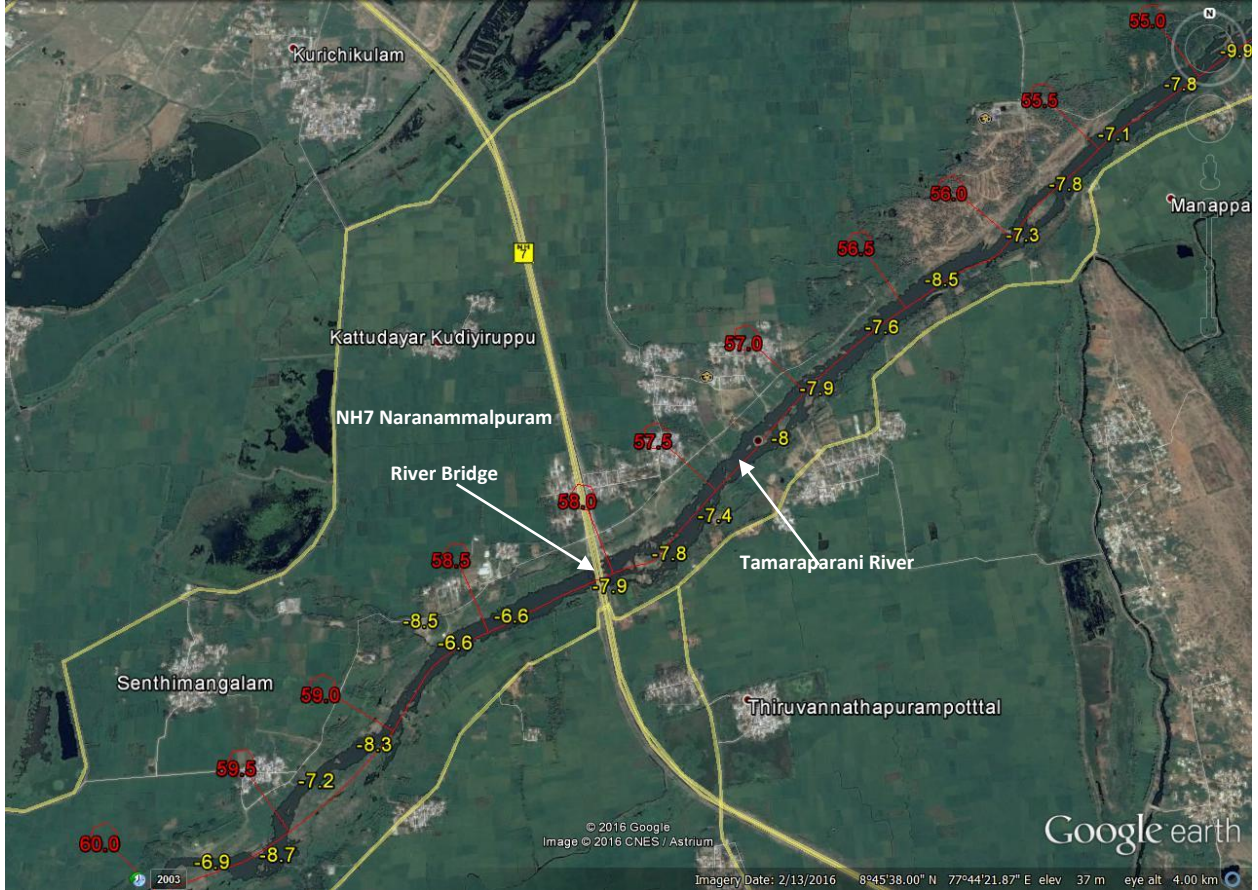 55.0
N
-9.9
Kurichikulam
-7.8
55.5
-7.1
-7.8
56.0
Manappa
-7.3
NH
7
56.5
-8.5
-7.6
Kattudayar Kudiyiruppu
57.0
-7.9
NH7 Naranammalpuram
57.5
-8
River Bridge
58.0
-7.4
58.5
-7.8
Tamaraparani River
-7.9
-8.5
-6.6
-6.6
Senthimangalam
59.0
Thiruvannathapurampotttal
-8.3
59.5
-7.2
60.0
-6.9
-8.7
© 2016 Google
Image © 2016 CNES / Astrium
Google earth
2003
Imagery Date: 2/13/2016 8°45'38.00" N 77°44'21.87" E elev 37 m eye alt 4.00 km